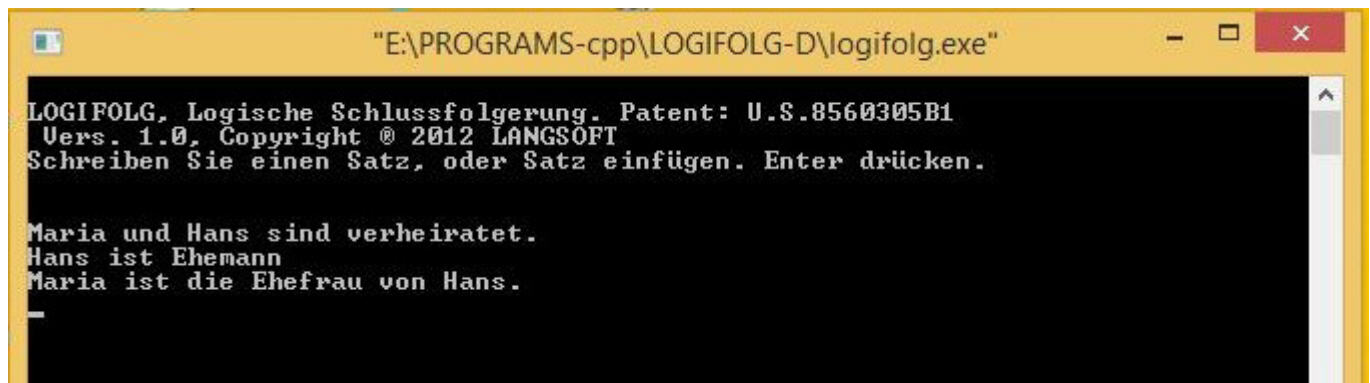 "E:\PROGRAMS-cpp\LOGIFOLG-D\logifolg.exe"
LOGIFOLG, Logische Schlussfolgerung. Patent: U.S.8560305B1
Vers. 1.0, Copyright ® 2012 LANGSOFT
Schreiben Sie einen Satz, oder Satz einfügen. Enter drücken.
Maria und Hans sind verheiratet.
Hans ist Ehemann
Maria ist die Ehefrau von Hans.